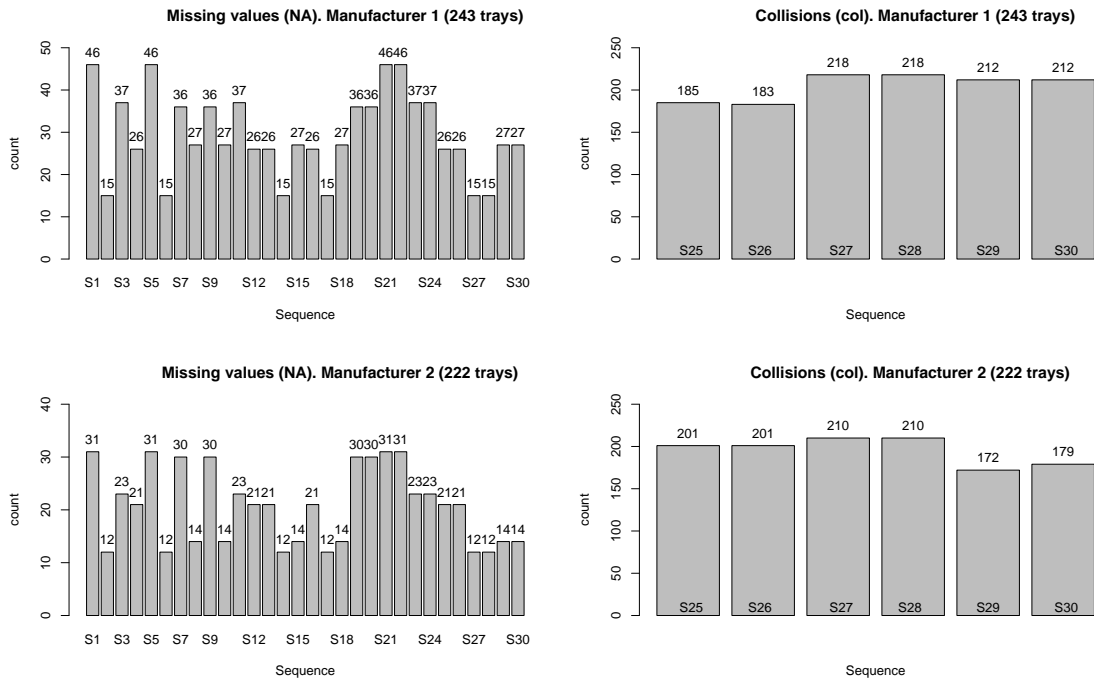 Missing values (NA). Manufacturer 1 (243 trays)
count
50
40
30
20
10
0
46 15 37 26 46 15 36 27 36 27 37 26 26 15 27 26 15 27 36 36 46 46 37 37 26 26 15 15 27 27
S1 S3 S5 S7 S9 S12 S15 S18 S21 S24 S27 S30
Sequence
Collisions (col). Manufacturer 1 (243 trays)
count
250
200
150
100
50
0
185 183 218 218 212 212
S25 S26 S27 S28 S29 S30
Sequence
Missing values (NA). Manufacturer 2 (222 trays)
count
40
30
20
10
0
31 12 23 21 31 12 30 14 30 14 23 21 21 12 14 21 12 14 30 30 31 31 23 23 21 21 12 12 14 14
S1 S3 S5 S7 S9 S12 S15 S18 S21 S24 S27 S30
Sequence
Collisions (col). Manufacturer 2 (222 trays)
count
250
200
150
100
50
0
201 201 210 210 172 179
S25 S26 S27 S28 S29 S30
Sequence